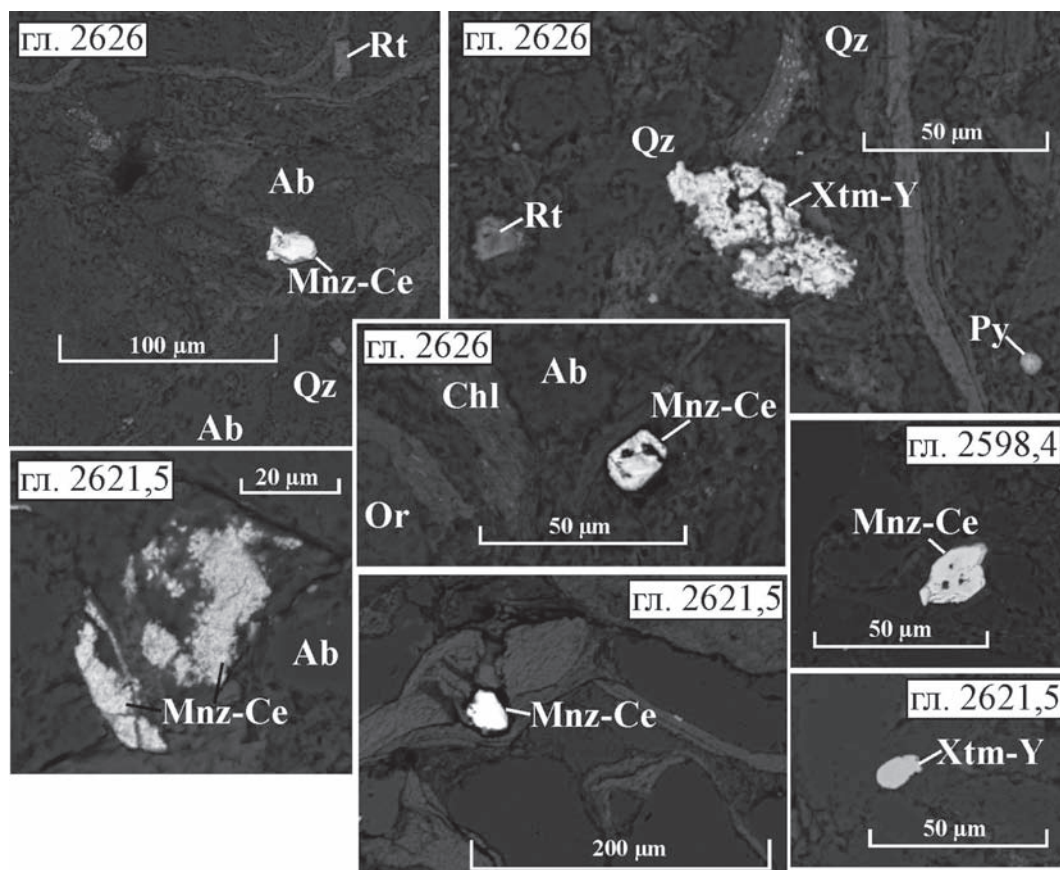 гл. 2626
Rt
Ab
Mnz-Ce
100 µm
Qz
Ab
гл. 2626
Qz
50 µm
Qz
Xtm-Y
Rt
Py
гл. 2626
Ab
Chl
Mnz-Ce
Or
50 µm
гл. 2598,4
Mnz-Ce
50 µm
гл. 2621,5
20 µm
Ab
Mnz-Ce
гл. 2621,5
Mnz-Ce
200 µm
гл. 2621,5
Xtm-Y
50 µm